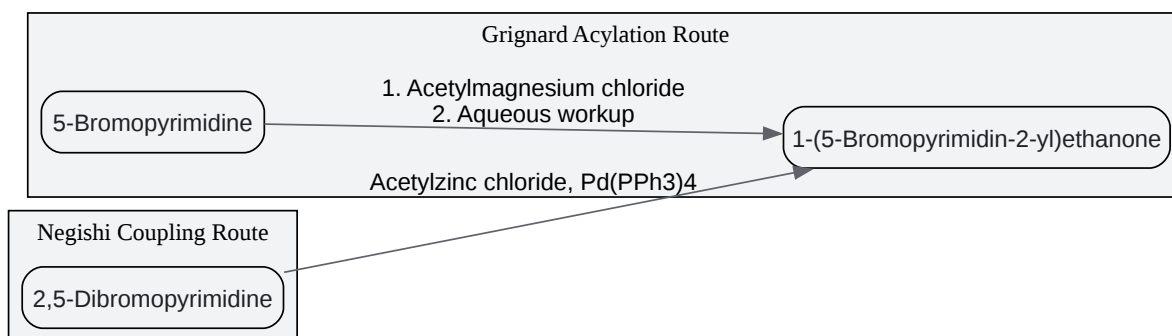 Grignard Acylation Route
1. Acetylmagnesium chloride
2. Aqueous workup
5-Bromopyrimidine
1-(5-Bromopyrimidin-2-yl)ethanone
Acetylzinc chloride, Pd(PPh3)4
Negishi Coupling Route
2,5-Dibromopyrimidine